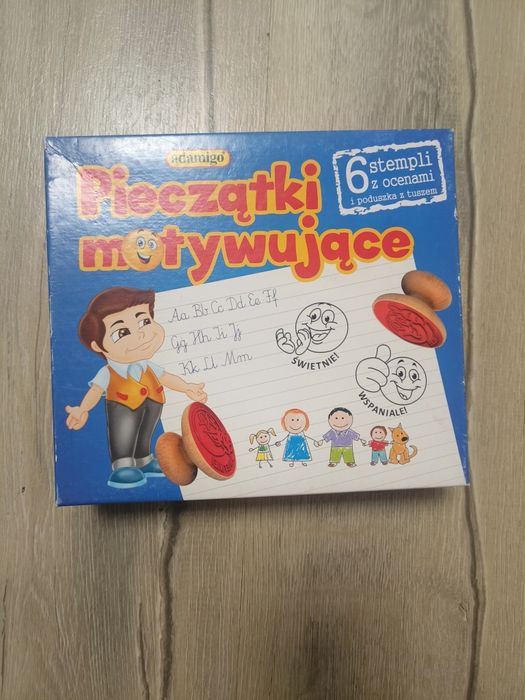 adamigo
Pieczątki
motywujące
6 stempli
z ocenami
i poduszka z tuszem
Aa Bb Cc Dd Ee Ff
Gg Hh Ii Jj
Kk Ll Mm
ŚWIETNIE!
WSPANIALE!